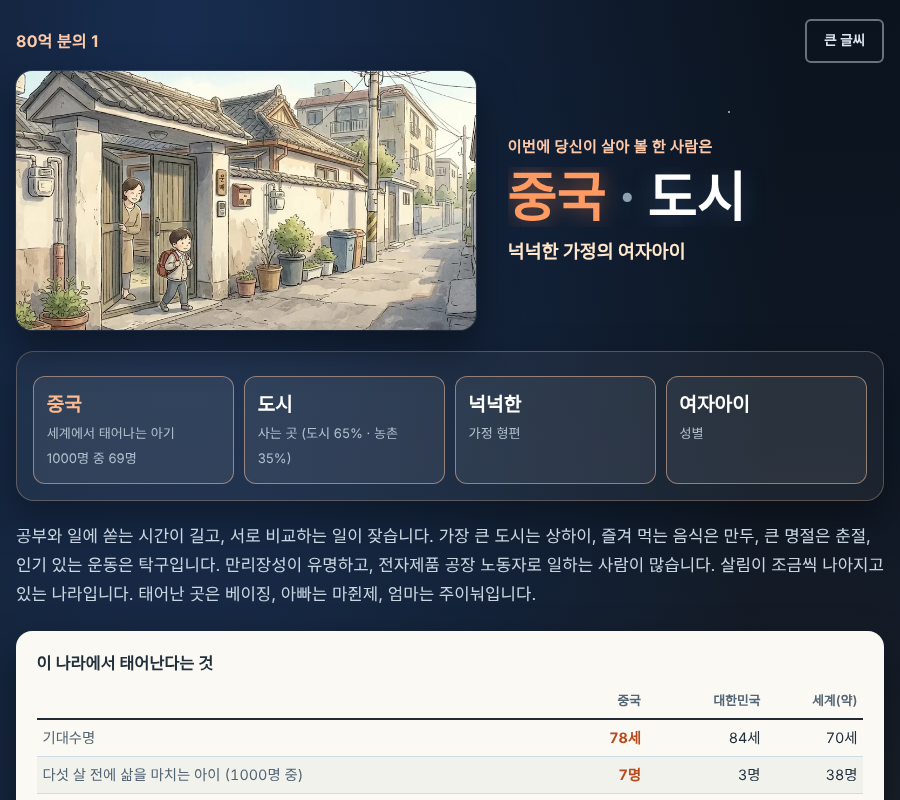 80억 분의 1
큰 글씨
이번에 당신이 살아 볼 한 사람은
중국 • 도시
넉넉한 가정의 여자아이
중국
세계에서 태어나는 아기
1000명 중 69명
도시
사는 곳 (도시 65% · 농촌
35%)
넉넉한
가정 형편
여자아이
성별
공부와 일에 쏟는 시간이 길고, 서로 비교하는 일이 잦습니다. 가장 큰 도시는 상하이, 즐겨 먹는 음식은 만두, 큰 명절은 춘절,
인기 있는 운동은 탁구입니다. 만리장성이 유명하고, 전자제품 공장 노동자로 일하는 사람이 많습니다. 살림이 조금씩 나아지고
있는 나라입니다. 태어난 곳은 베이징, 아빠는 마쥔제, 엄마는 주이눠입니다.
이 나라에서 태어난다는 것
중국 대한민국 세계(약)
기대수명 78세 84세 70세
다섯 살 전에 삶을 마치는 아이 (1000명 중) 7명 3명 38명